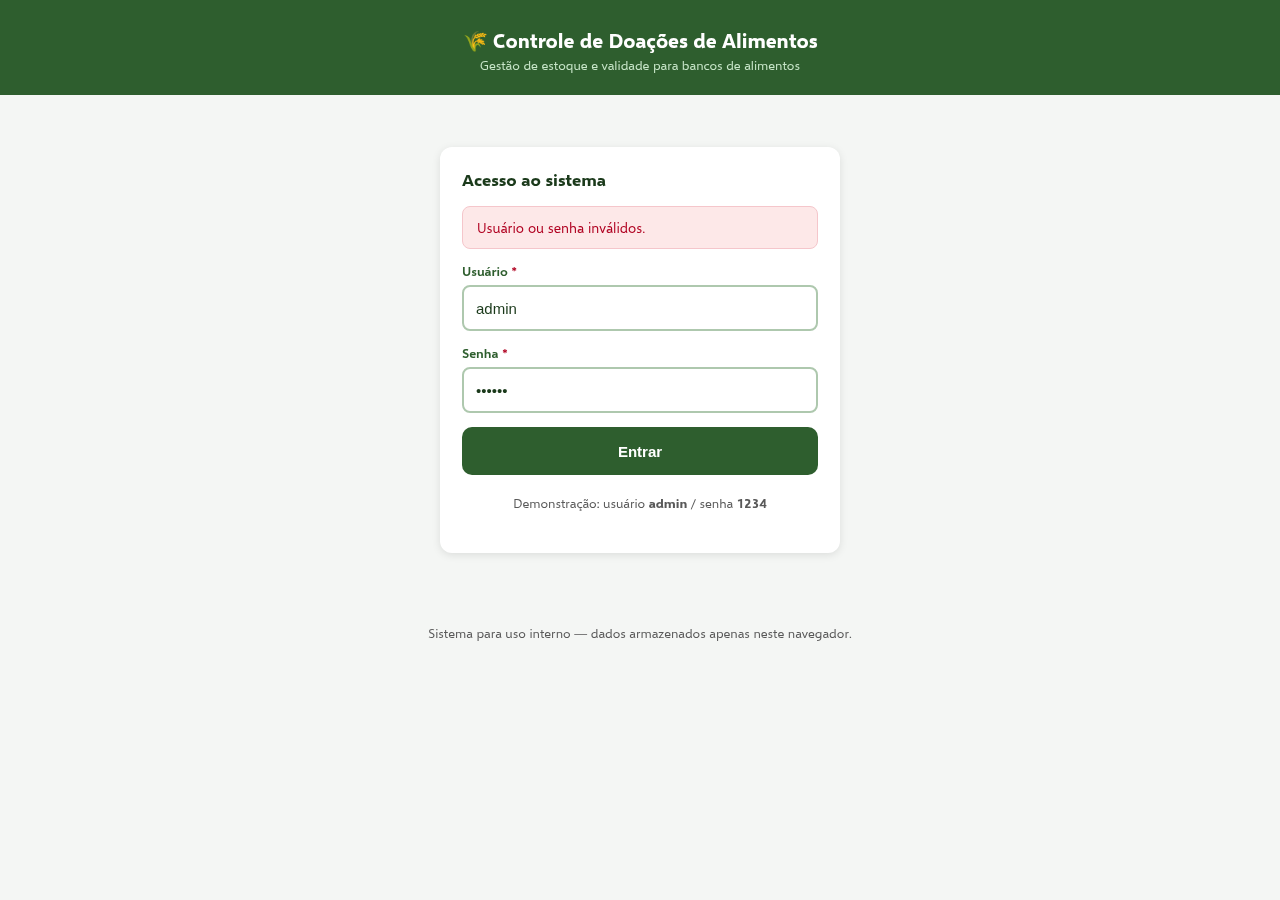 🌾 Controle de Doações de Alimentos
Gestão de estoque e validade para bancos de alimentos
Acesso ao sistema
Usuário ou senha inválidos.
Usuário *
admin
Senha *
••••••
Entrar
Demonstração: usuário admin / senha 1234
Sistema para uso interno — dados armazenados apenas neste navegador.